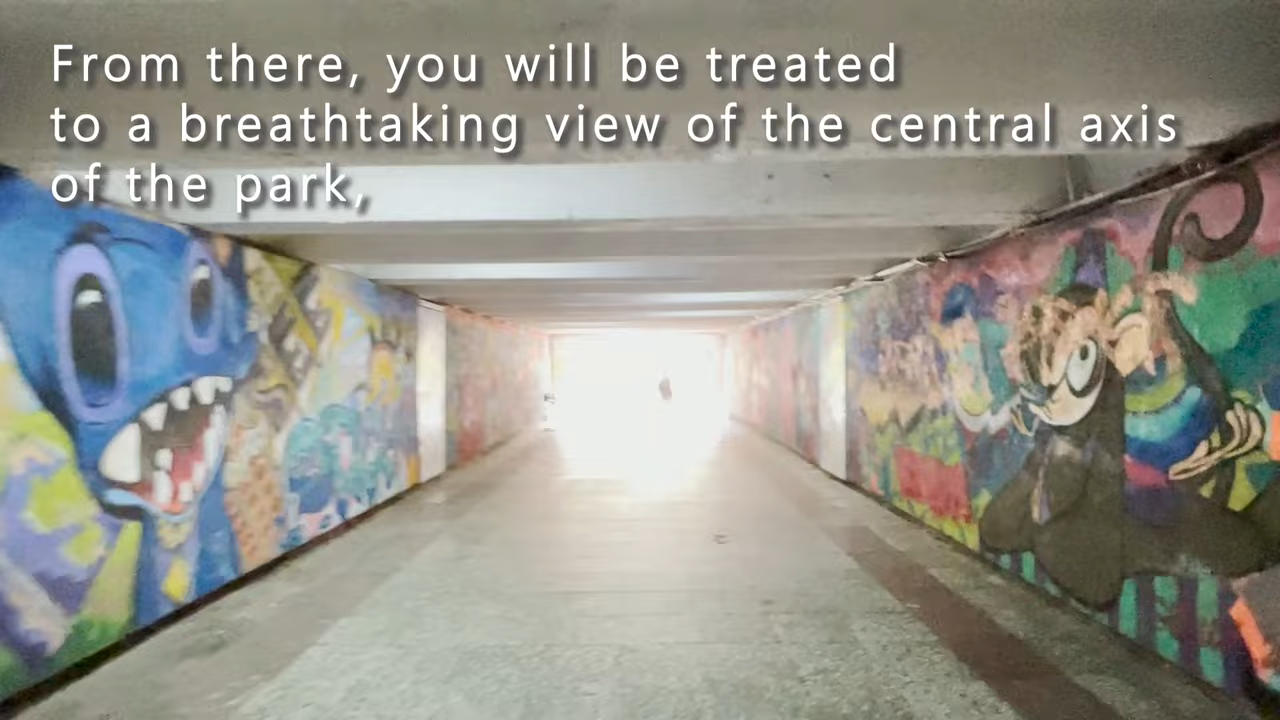 From there, you will be treated
to a breathtaking view of the central axis
of the park,